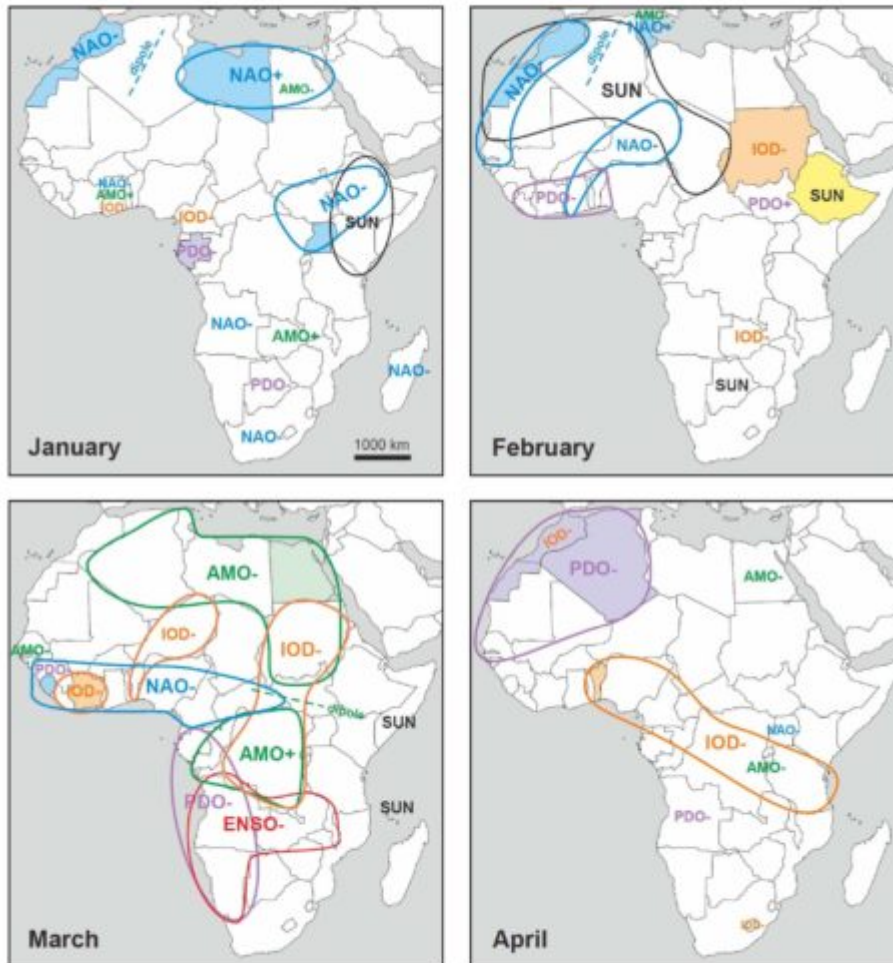 NAO-
dipole
NAO+
AMO-
NAO-
AMO+
IOD-
IOD-
PDO-
NAO-
SUN
NAO-
AMO+
NAO-
PDO-
NAO-
January
1000 km
AMO-
NAO+
NAO-
dipole
SUN
NAO-
IOD-
PDO-
PDO+
SUN
IOD-
SUN
February
AMO-
IOD-
IOD-
AMO-
PDO-
IOD-
NAO-
dipole
SUN
AMO+
PDO-
ENSO-
SUN
March
IOD-
PDO-
AMO-
IOD-
NAO-
AMO-
PDO-
IOD-
April